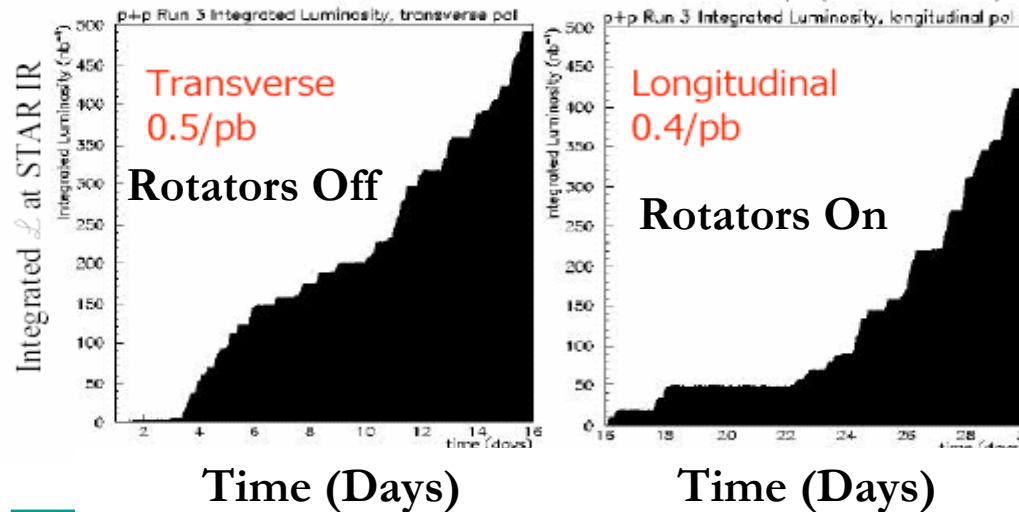 p+p Run 3 Integrated Luminosity, transverse pol
Integrated ℒ at STAR IR
Integrated Luminosity (nb⁻¹)
500
450
400
350
300
250
200
150
100
50
0
Transverse
0.5/pb
Rotators Off
2 4 6 8 10 12 14 16
time (days)
Time (Days)
p+p Run 3 Integrated Luminosity, longitudinal pol
Integrated Luminosity (nb⁻¹)
500
450
400
350
300
250
200
150
100
50
0
Longitudinal
0.4/pb
Rotators On
16 18 20 22 24 26 28
time (days)
Time (Days)